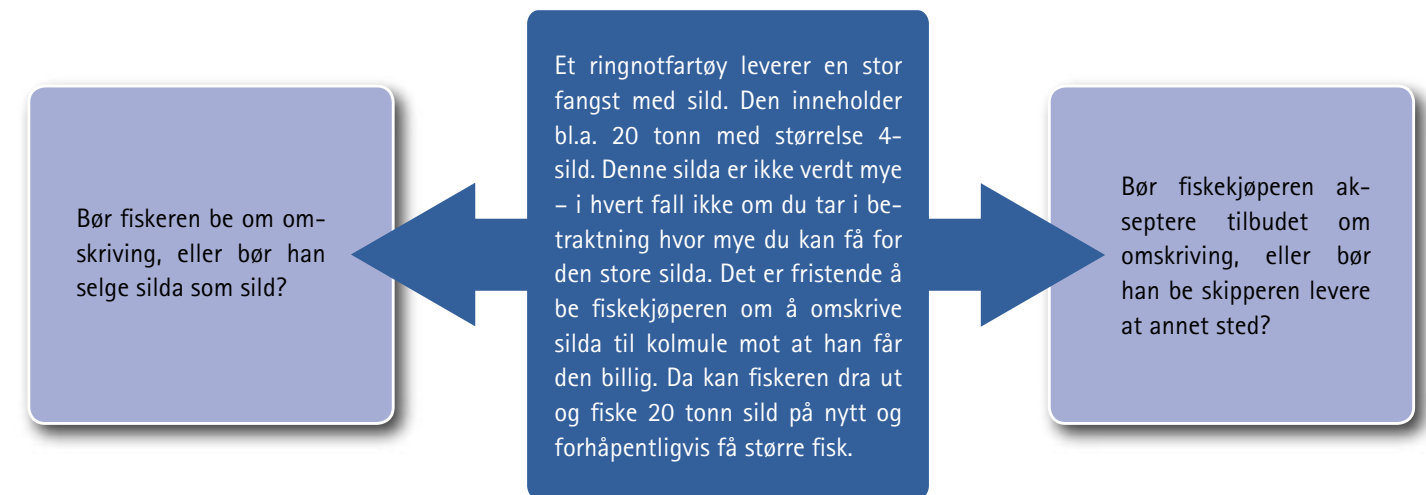 Bør fiskeren be om om-
skriving, eller bør han
selge silda som sild?
Et ringnotfartøy leverer en stor
fangst med sild. Den inneholder
bl.a. 20 tonn med størrelse 4-
sild. Denne silda er ikke verdt mye
– i hvert fall ikke om du tar i be-
traktning hvor mye du kan få for
den store silda. Det er fristende å
be fiskekjøperen om å omskrive
silda til kolmule mot at han får
den billig. Da kan fiskeren dra ut
og fiske 20 tonn sild på nytt og
forhåpentligvis få større fisk.
Bør fiskekjøperen ak-
septere tilbudet om
omskriving, eller bør
han be skipperen levere
at annet sted?